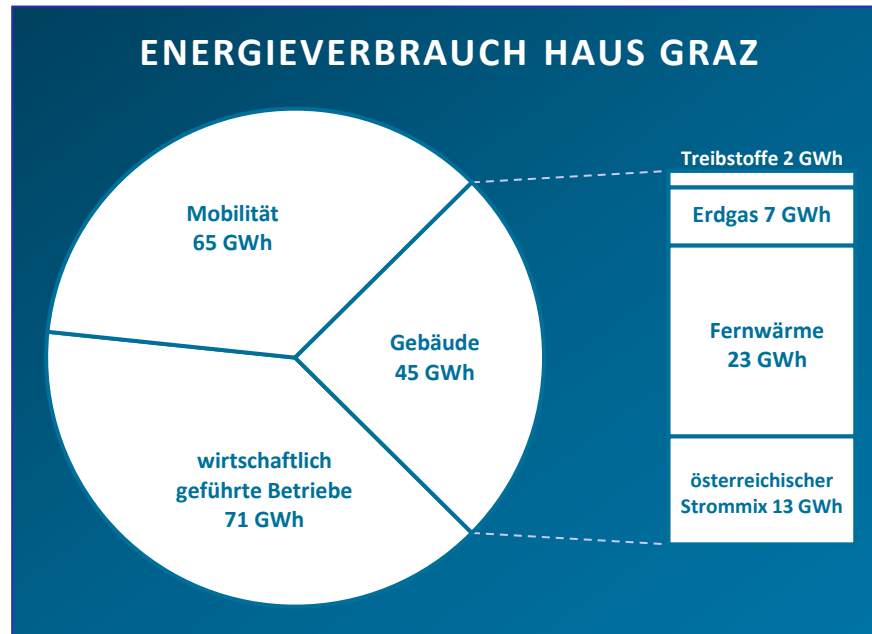 ENERGIEVERBRAUCH HAUS GRAZ
Mobilität
65 GWh
Gebäude
45 GWh
wirtschaftlich
geführte Betriebe
71 GWh
Treibstoffe 2 GWh
Erdgas 7 GWh
Fernwärme
23 GWh
österreichischer
Strommix 13 GWh